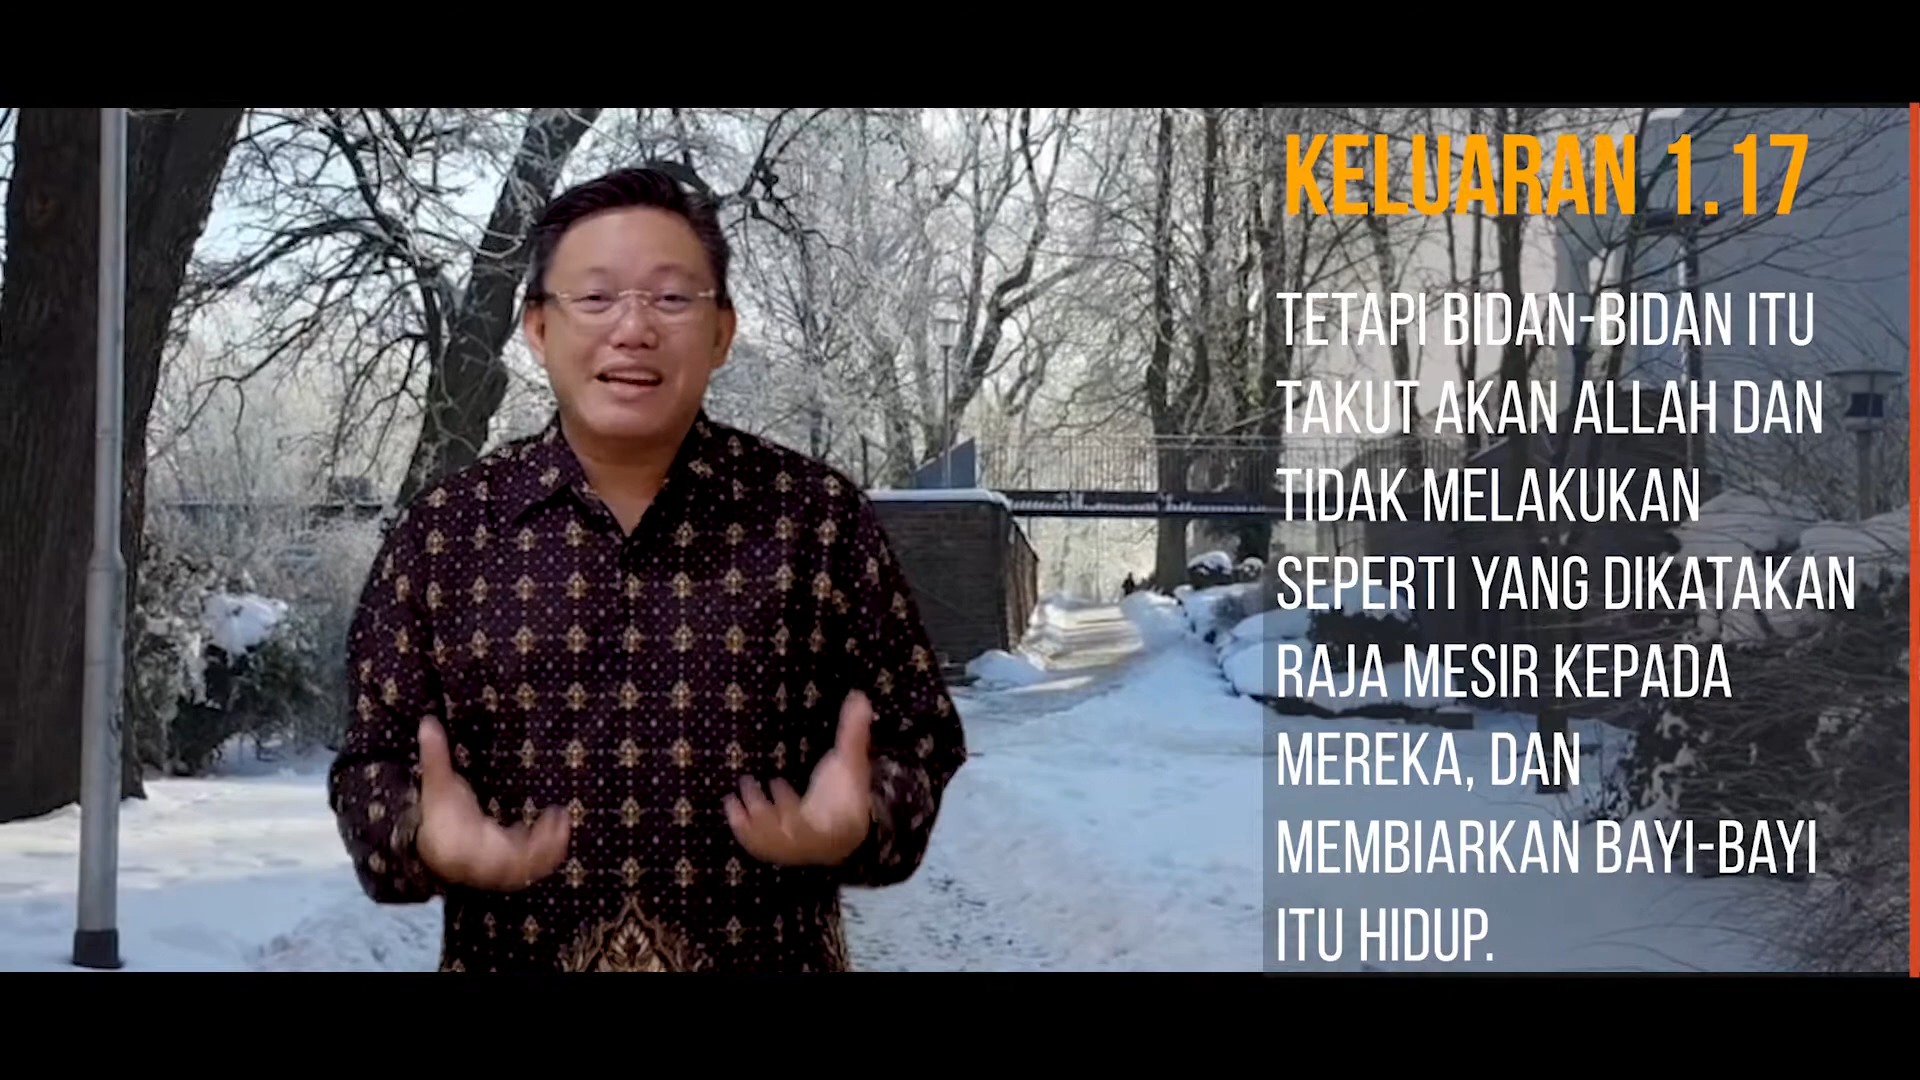 KELUARAN 1.17
TETAPI BIDAN-BIDAN ITU
TAKUT AKAN ALLAH DAN
TIDAK MELAKUKAN
SEPERTI YANG DIKATAKAN
RAJA MESIR KEPADA
MEREKA, DAN
MEMBIARKAN BAYI-BAYI
ITU HIDUP.